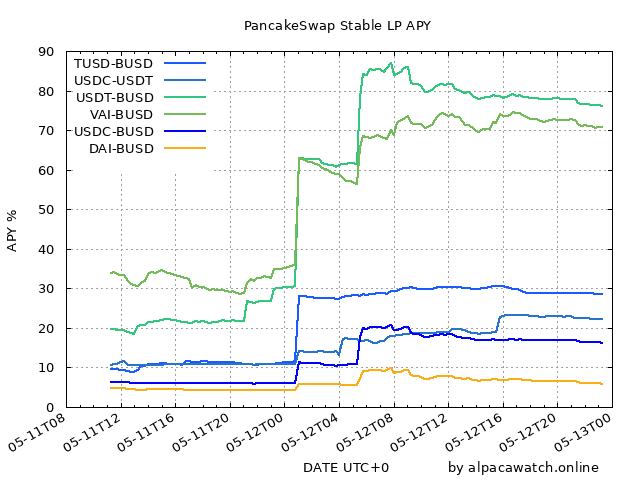 PancakeSwap Stable LP APY
90
80
70
60
50
40
30
20
10
0
APY %
TUSD-BUSD
USDC-USDT
USDT-BUSD
VAI-BUSD
USDC-BUSD
DAI-BUSD
05-11T08
05-11T12
05-11T16
05-11T20
05-12T00
05-12T04
05-12T08
05-12T12
05-12T16
05-12T20
05-13T00
DATE UTC+0
by alpacawatch.online